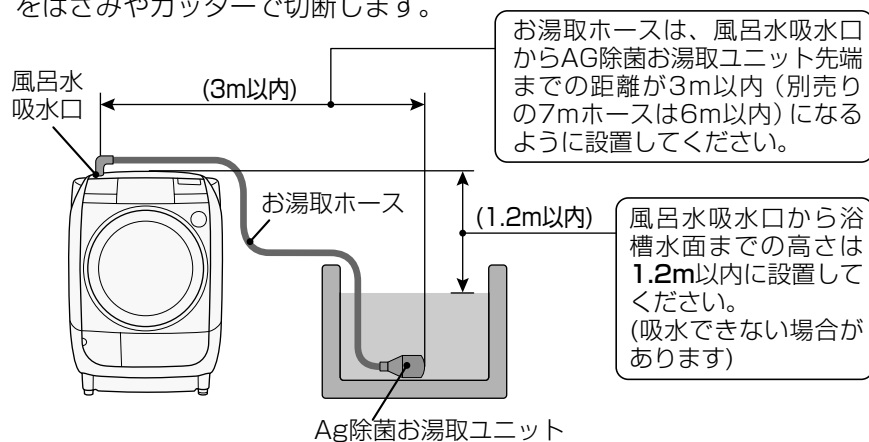 をはさみやカッターで切断します。
お湯取ホースは、風呂水吸水口
からAG除菌お湯取ユニット先端
までの距離が3m以内（別売り
の7mホースは6m以内）になる
ように設置してください。
風呂水
吸水口
(3m以内)
お湯取ホース
(1.2m以内)
風呂水吸水口から浴
槽水面までの高さは
1.2m以内に設置して
ください。
(吸水できない場合が
あります)
Ag除菌お湯取ユニット